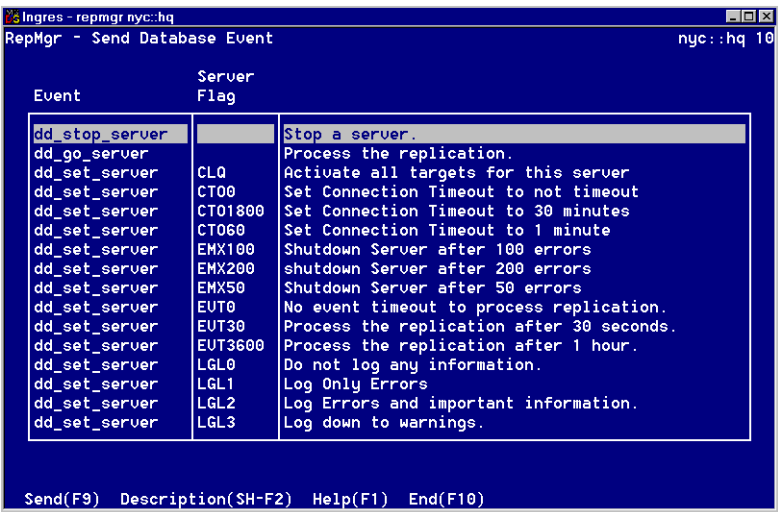 Ingres - repmgr nyc::hq
RepMgr - Send Database Event nyc::hq 10
Server
Event Flag
dd_stop_server Stop a server.
dd_go_server Process the replication.
dd_set_server CLQ Activate all targets for this server
dd_set_server CTO0 Set Connection Timeout to not timeout
dd_set_server CTO1800 Set Connection Timeout to 30 minutes
dd_set_server CTO60 Set Connection Timeout to 1 minute
dd_set_server EMX100 Shutdown Server after 100 errors
dd_set_server EMX200 shutdown Server after 200 errors
dd_set_server EMX50 Shutdown Server after 50 errors
dd_set_server EVT0 No event timeout to process replication.
dd_set_server EVT30 Process the replication after 30 seconds.
dd_set_server EVT3600 Process the replication after 1 hour.
dd_set_server LGL0 Do not log any information.
dd_set_server LGL1 Log Only Errors
dd_set_server LGL2 Log Errors and important information.
dd_set_server LGL3 Log down to warnings.
Send(F9) Description(SH-F2) Help(F1) End(F10)